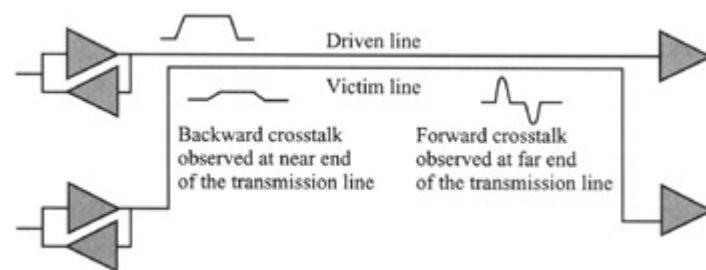 Driven line
Victim line
Backward crosstalk
observed at near end
of the transmission line
Forward crosstalk
observed at far end
of the transmission line